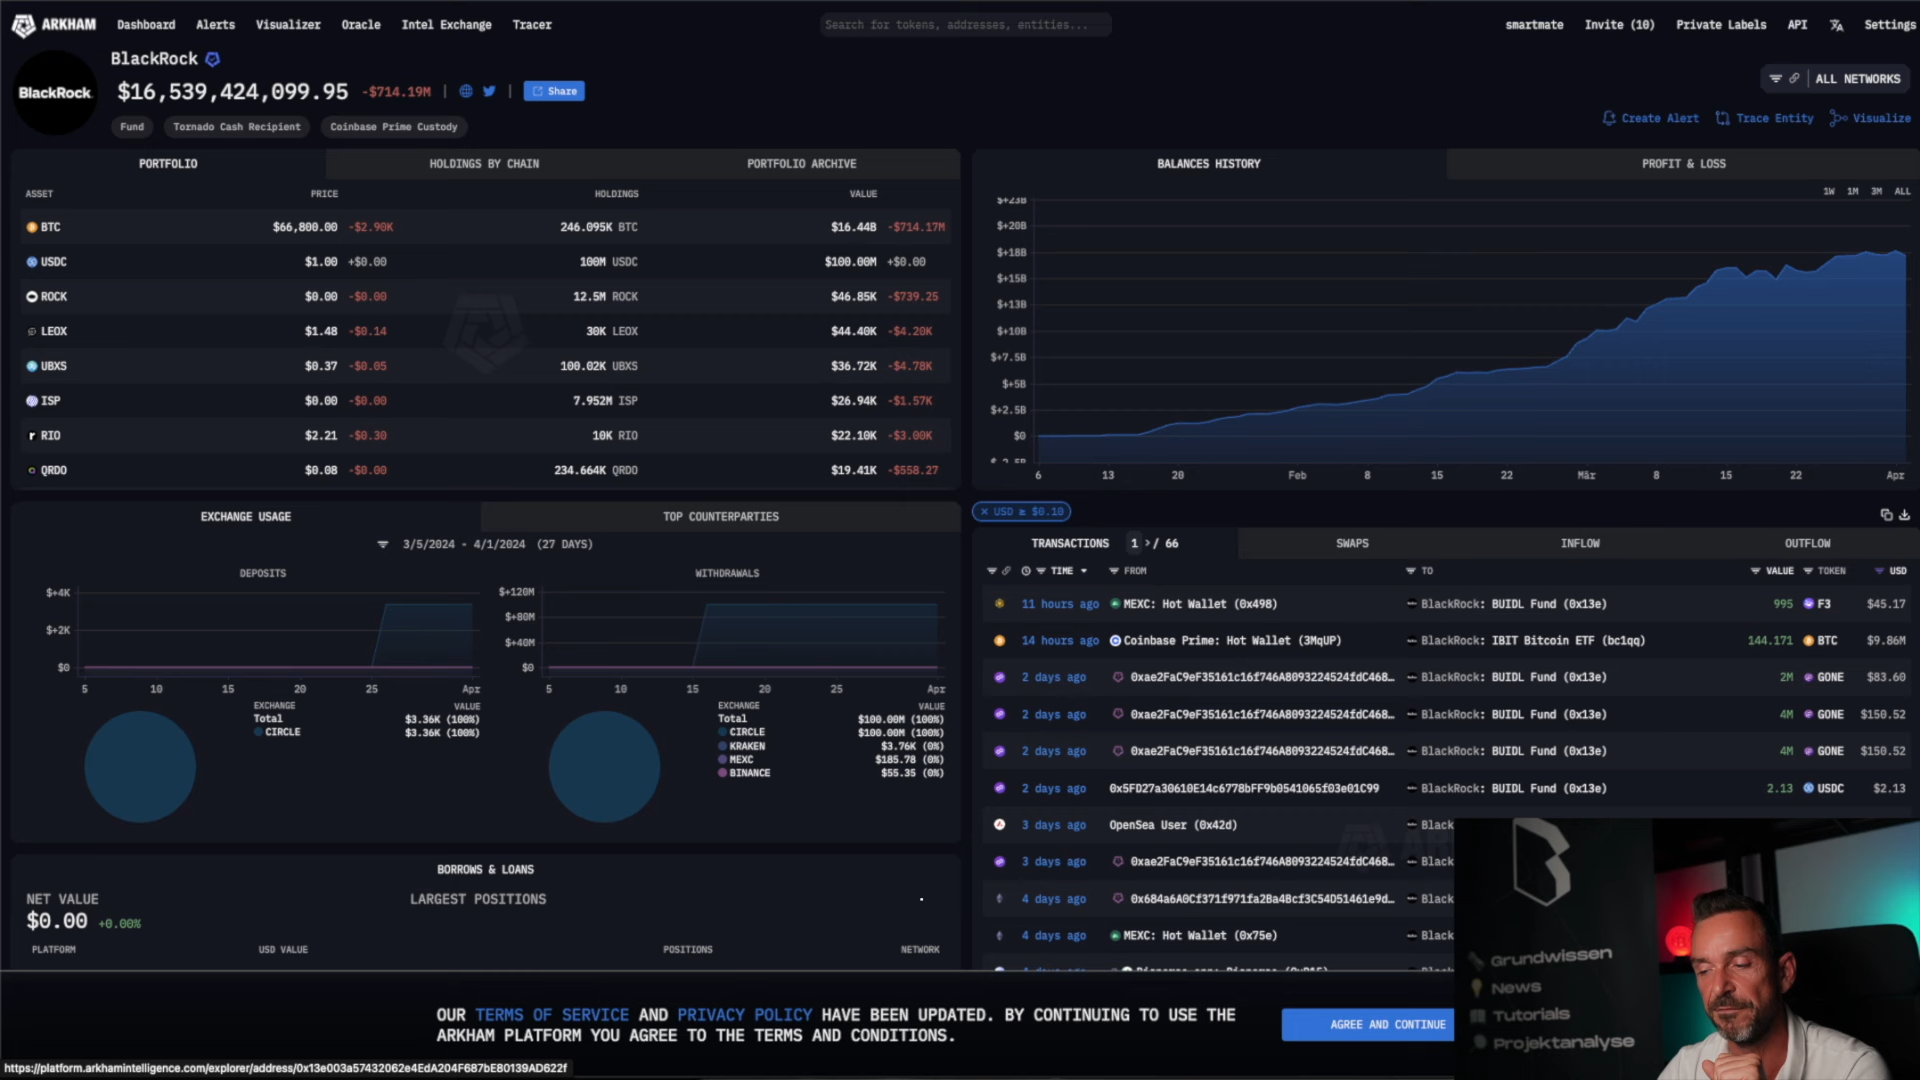 ARKHAM Dashboard Alerts Visualizer Oracle Intel Exchange Tracer Search for tokens, addresses, entities... smartmate Invite (10) Private Labels API Settings
BlackRock
BlackRock.
$16,539,424,099.95 -$714.19M | | Share
ALL NETWORKS
Fund Tornado Cash Recipient Coinbase Prime Custody
Create Alert Trace Entity Visualize
PORTFOLIO HOLDINGS BY CHAIN PORTFOLIO ARCHIVE
ASSET PRICE HOLDINGS VALUE
BTC $66,800.00 -$2.90K 246.095K BTC $16.44B -$714.17M
USDC $1.00 +$0.00 100M USDC $100.00M +$0.00
ROCK $0.00 -$0.00 12.5M ROCK $46.85K -$739.25
LEOX $1.48 -$0.14 30K LEOX $44.40K -$4.20K
UBXS $0.37 -$0.05 100.02K UBXS $36.72K -$4.78K
ISP $0.00 -$0.00 7.952M ISP $26.94K -$1.57K
RIO $2.21 -$0.30 10K RIO $22.10K -$3.00K
QRDO $0.08 -$0.00 234.664K QRDO $19.41K -$558.27
BALANCES HISTORY PROFIT & LOSS
1W 1M 3M ALL
$+23B
$+20B
$+18B
$+15B
$+13B
$+10B
$+7.5B
$+5B
$+2.5B
$0
6 13 20 Feb 8 15 22 Mär 8 15 22 Apr
EXCHANGE USAGE TOP COUNTERPARTIES
3/5/2024 - 4/1/2024 (27 DAYS)
DEPOSITS
$+4K
$+2K
$0
5 10 15 20 25 Apr
EXCHANGE VALUE
Total $3.36K (100%)
CIRCLE $3.36K (100%)
WITHDRAWALS
$+120M
$+80M
$+40M
$0
5 10 15 20 25 Apr
EXCHANGE VALUE
Total $100.00M (100%)
CIRCLE $100.00M (100%)
KRAKEN $3.76K (0%)
MEXC $185.78 (0%)
BINANCE $55.35 (0%)
× USD ≥ $0.10
TRANSACTIONS 1 > / 66 SWAPS INFLOW OUTFLOW
TIME FROM TO VALUE TOKEN USD
11 hours ago MEXC: Hot Wallet (0x498) BlackRock: BUIDL Fund (0x13e) 995 F3 $45.17
14 hours ago Coinbase Prime: Hot Wallet (3MqUP) BlackRock: IBIT Bitcoin ETF (bc1qq) 144.171 BTC $9.86M
2 days ago 0xae2FaC9eF35161c16f746A8093224524fdC468… BlackRock: BUIDL Fund (0x13e) 2M GONE $83.60
2 days ago 0xae2FaC9eF35161c16f746A8093224524fdC468… BlackRock: BUIDL Fund (0x13e) 4M GONE $150.52
2 days ago 0xae2FaC9eF35161c16f746A8093224524fdC468… BlackRock: BUIDL Fund (0x13e) 4M GONE $150.52
2 days ago 0x5FD27a30610E14c6778bFF9b0541065f03e01C99 BlackRock: BUIDL Fund (0x13e) 2.13 USDC $2.13
3 days ago OpenSea User (0x42d) Black
3 days ago 0xae2FaC9eF35161c16f746A8093224524fdC468… Black
4 days ago 0x684a6A0Cf371f971fa2Ba4Bcf3C54D51461e9d… Black
4 days ago MEXC: Hot Wallet (0x75e) Black
BORROWS & LOANS
NET VALUE LARGEST POSITIONS
$0.00 +0.00%
PLATFORM USD VALUE POSITIONS NETWORK
OUR TERMS OF SERVICE AND PRIVACY POLICY HAVE BEEN UPDATED. BY CONTINUING TO USE THE
ARKHAM PLATFORM YOU AGREE TO THE TERMS AND CONDITIONS.
AGREE AND CONTINUE
Grundwissen
News
Tutorials
Projektanalyse
https://platform.arkhamintelligence.com/explorer/address/0x13e003a57432062e4EdA204F687bE80139AD622f